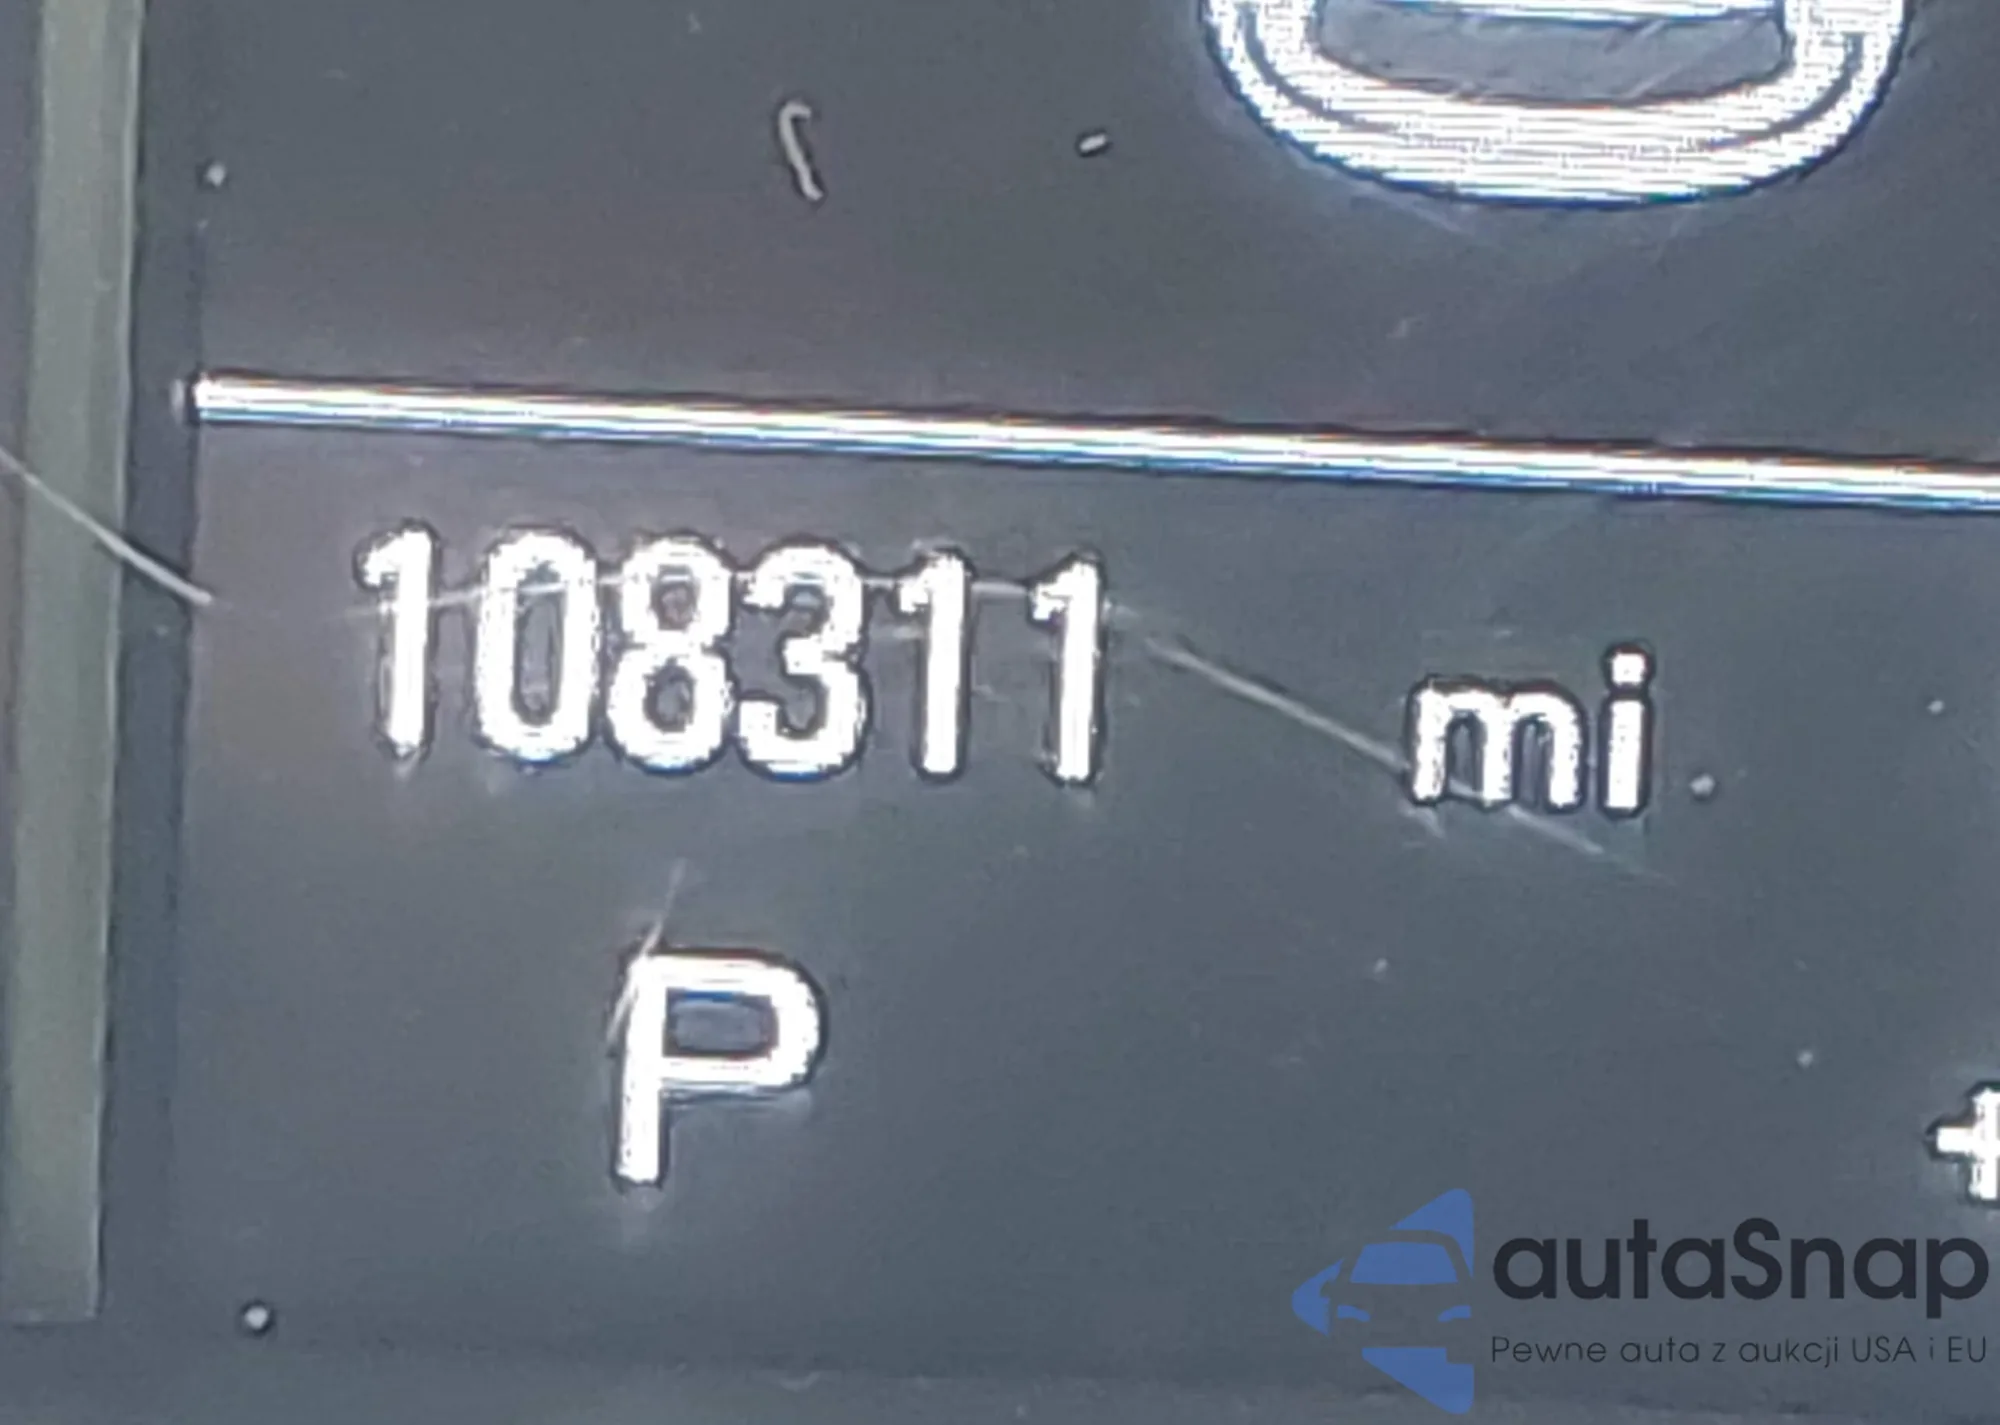 108311 mi
P
autaSnap
Pewne auta z aukcji USA i EU